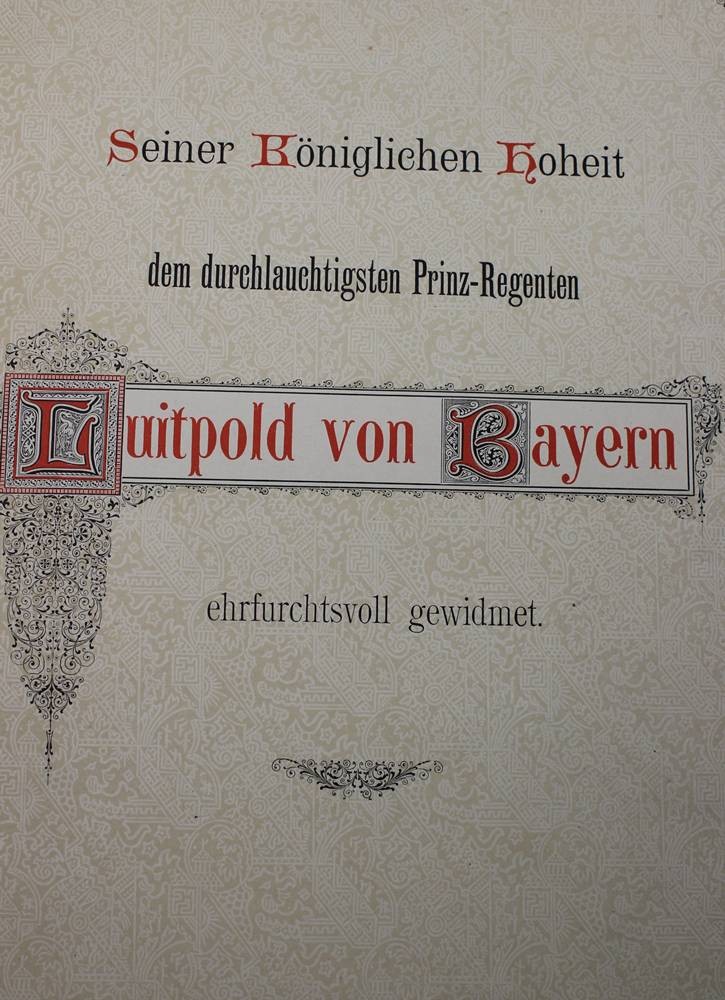 Seiner Königlichen Hoheit
dem durchlauchtigsten Prinz-Regenten
Luitpold von Bayern
ehrfurchtsvoll gewidmet.